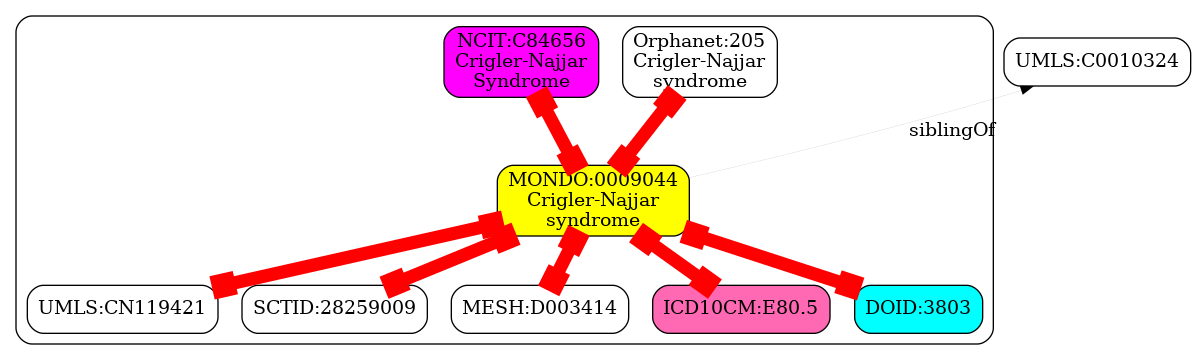 NCIT:C84656
Crigler-Najjar
Syndrome
Orphanet:205
Crigler-Najjar
syndrome
UMLS:C0010324
siblingOf
MONDO:0009044
Crigler-Najjar
syndrome
UMLS:CN119421
SCTID:28259009
MESH:D003414
ICD10CM:E80.5
DOID:3803